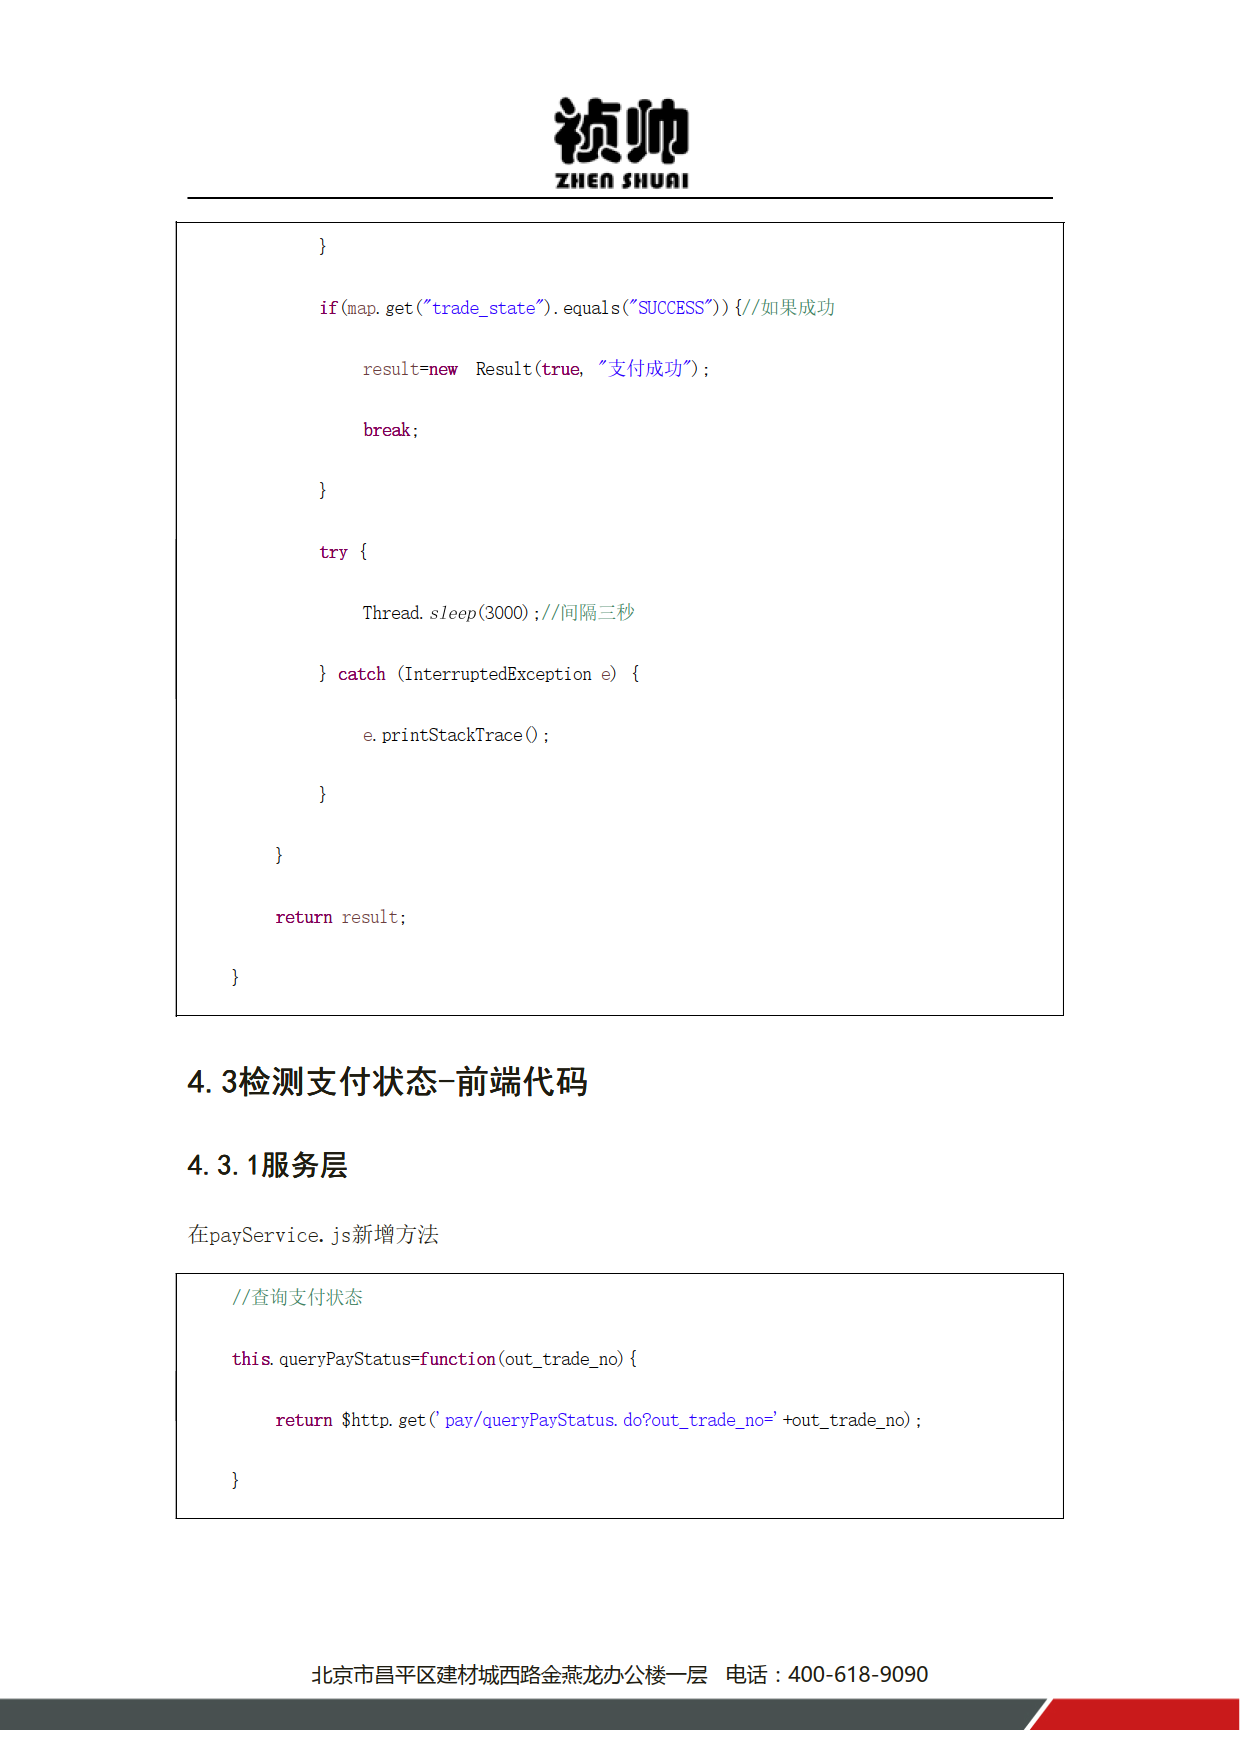 祯帅
ZHEN SHUAI
}
if(map.get("trade_state").equals("SUCCESS")){//如果成功
result=new  Result(true, "支付成功");
break;
}
try {
Thread.sleep(3000);//间隔三秒
} catch (InterruptedException e) {
e.printStackTrace();
}
}
return result;
}
4.3检测支付状态-前端代码
4.3.1服务层
在payService.js新增方法
//查询支付状态
this.queryPayStatus=function(out_trade_no){
return $http.get('pay/queryPayStatus.do?out_trade_no='+out_trade_no);
}
北京市昌平区建材城西路金燕龙办公楼一层   电话：400-618-9090